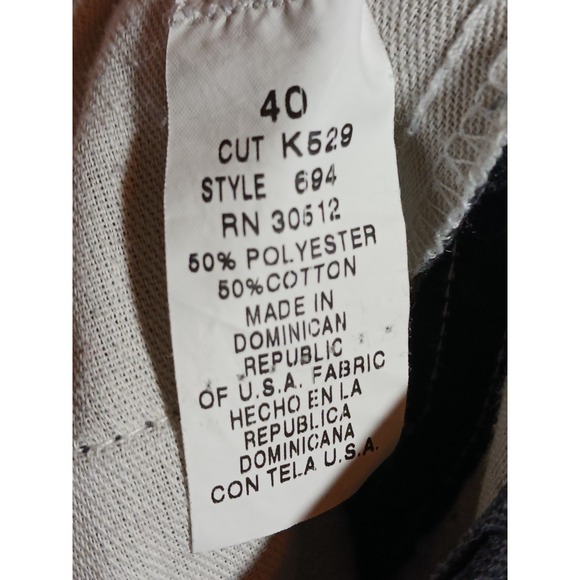 40
CUT K529
STYLE 694
RN 30612
50% POLYESTER
50%COTTON
MADE IN
DOMINICAN
REPUBLIC
OF U.S.A. FABRIC
HECHO EN LA
REPUBLICA
DOMINICANA
CON TELA U.S.A.